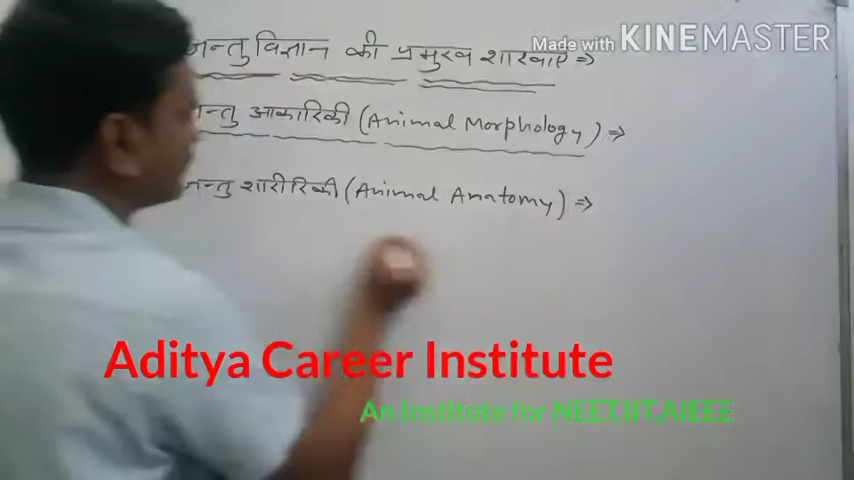 जन्तु विज्ञान की प्रमुख शाखाएं ⇒
Made with KINEMASTER
जन्तु आकारिकी (Animal Morphology) ⇒
जन्तु शारीरिकी (Animal Anatomy) ⇒
Aditya Career Institute
An Institute for NEET,IIT,AIEEE